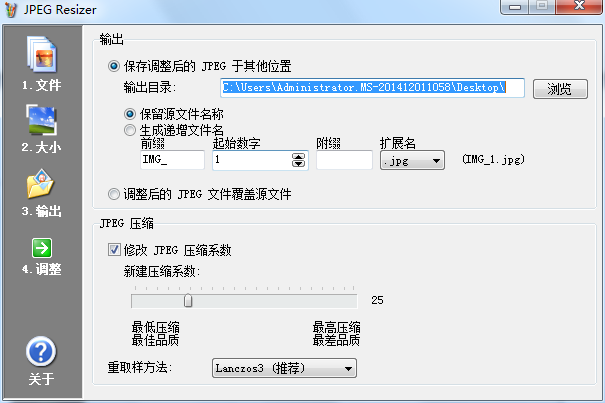 JPEG Resizer
1. 文件
2. 大小
3. 输出
4. 调整
关于
输出
保存调整后的 JPEG 于其他位置
输出目录: C:\Users\Administrator.MS-201412011058\Desktop\ 浏览
保留源文件名称
生成递增文件名
前缀 起始数字 附缀 扩展名
IMG_ 1 .jpg (IMG_1.jpg)
调整后的 JPEG 文件覆盖源文件
JPEG 压缩
修改 JPEG 压缩系数
新建压缩系数:
25
最低压缩 最高压缩
最佳品质 最差品质
重取样方法: Lanczos3 (推荐)